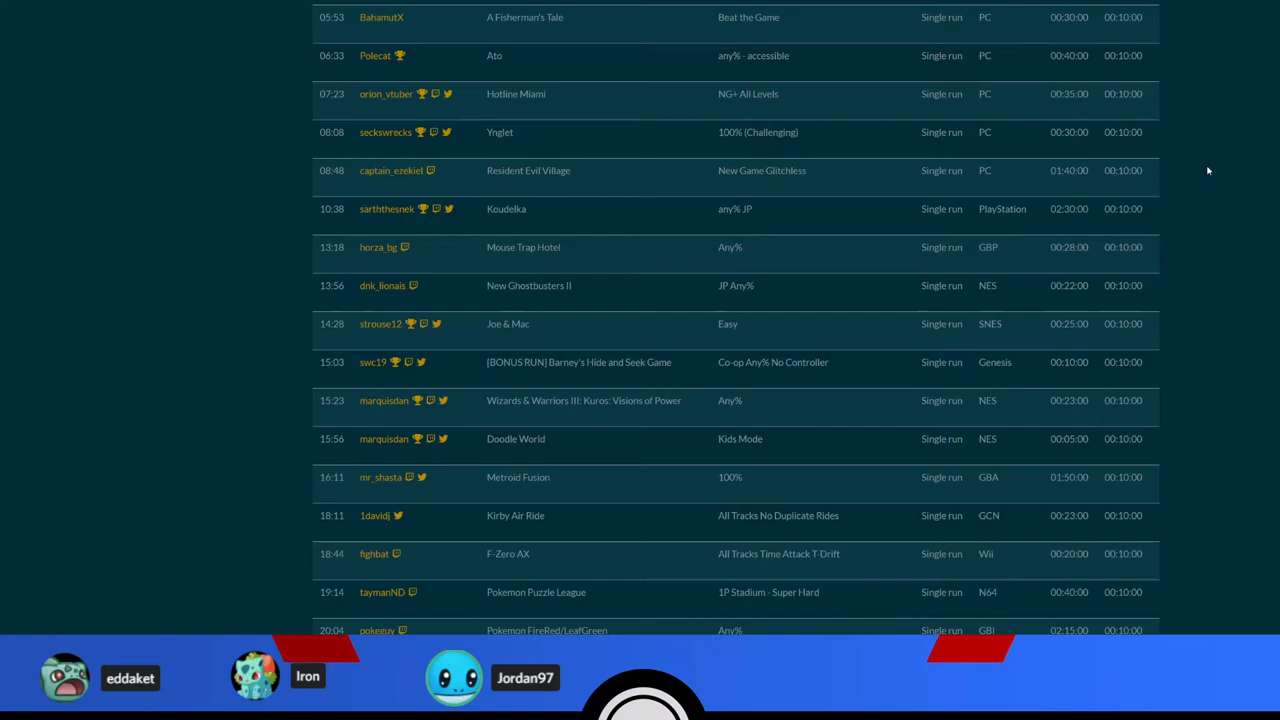 05:53 BahamutX A Fisherman's Tale Beat the Game Single run PC 00:30:00 00:10:00
06:33 Polecat Ato any% - accessible Single run PC 00:40:00 00:10:00
07:23 orion_vtuber Hotline Miami NG+ All Levels Single run PC 00:35:00 00:10:00
08:08 seckswrecks Ynglet 100% (Challenging) Single run PC 00:30:00 00:10:00
08:48 captain_ezekiel Resident Evil Village New Game Glitchless Single run PC 01:40:00 00:10:00
10:38 sarththesnek Koudelka any% JP Single run PlayStation 02:30:00 00:10:00
13:18 horza_bg Mouse Trap Hotel Any% Single run GBP 00:28:00 00:10:00
13:56 dnk_lionais New Ghostbusters II JP Any% Single run NES 00:22:00 00:10:00
14:28 strouse12 Joe & Mac Easy Single run SNES 00:25:00 00:10:00
15:03 swc19 [BONUS RUN] Barney's Hide and Seek Game Co-op Any% No Controller Single run Genesis 00:10:00 00:10:00
15:23 marquisdan Wizards & Warriors III: Kuros: Visions of Power Any% Single run NES 00:23:00 00:10:00
15:56 marquisdan Doodle World Kids Mode Single run NES 00:05:00 00:10:00
16:11 mr_shasta Metroid Fusion 100% Single run GBA 01:50:00 00:10:00
18:11 1davidj Kirby Air Ride All Tracks No Duplicate Rides Single run GCN 00:23:00 00:10:00
18:44 fighbat F-Zero AX All Tracks Time Attack T-Drift Single run Wii 00:20:00 00:10:00
19:14 taymanND Pokemon Puzzle League 1P Stadium - Super Hard Single run N64 00:40:00 00:10:00
20:04 pokeguy Pokemon FireRed/LeafGreen Any% Single run GBI 02:15:00 00:10:00
eddaket Iron Jordan97